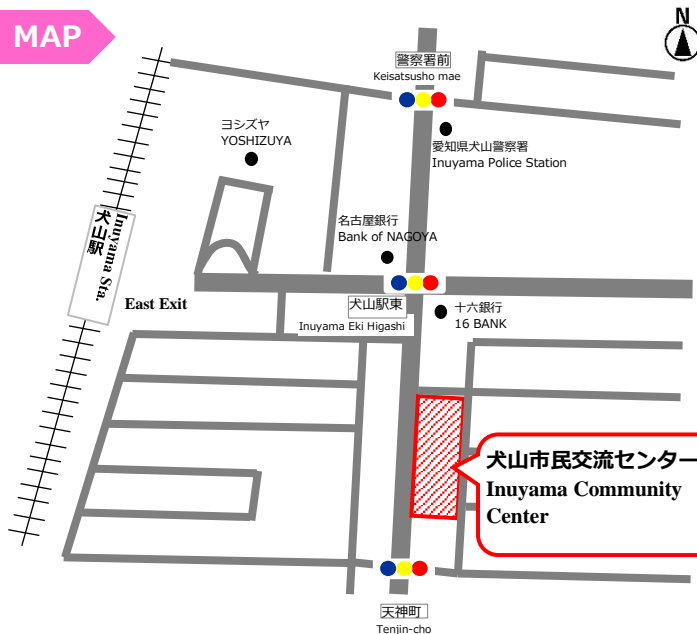 MAP
N
警察署前
Keisatsusho mae
ヨシズヤ
YOSHIZUYA
愛知県犬山警察署
Inuyama Police Station
名古屋銀行
Bank of NAGOYA
犬山駅
Inuyama Sta.
East Exit
犬山駅東
Inuyama Eki Higashi
十六銀行
16 BANK
犬山市民交流センター
Inuyama Community
Center
天神町
Tenjin-cho